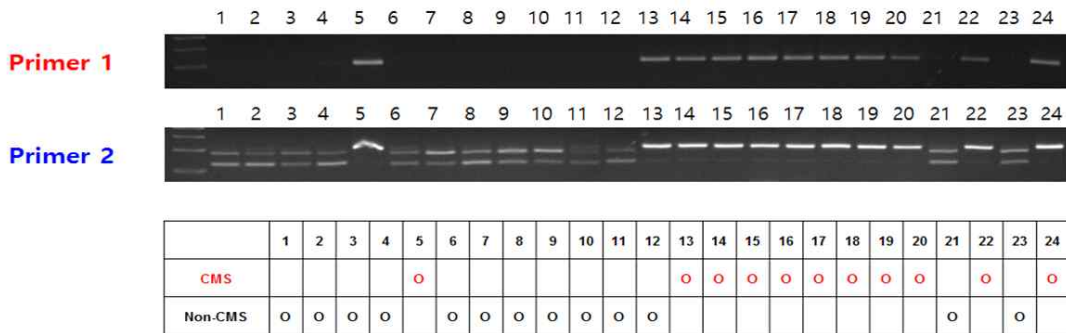 1 2 3 4 5 6 7 8 9 10 11 12 13 14 15 16 17 18 19 20 21 22 23 24
Primer 1
1 2 3 4 5 6 7 8 9 10 11 12 13 14 15 16 17 18 19 20 21 22 23 24
Primer 2
1 2 3 4 5 6 7 8 9 10 11 12 13 14 15 16 17 18 19 20 21 22 23 24
CMS O O O O O O O O O O O
Non-CMS O O O O O O O O O O O O O